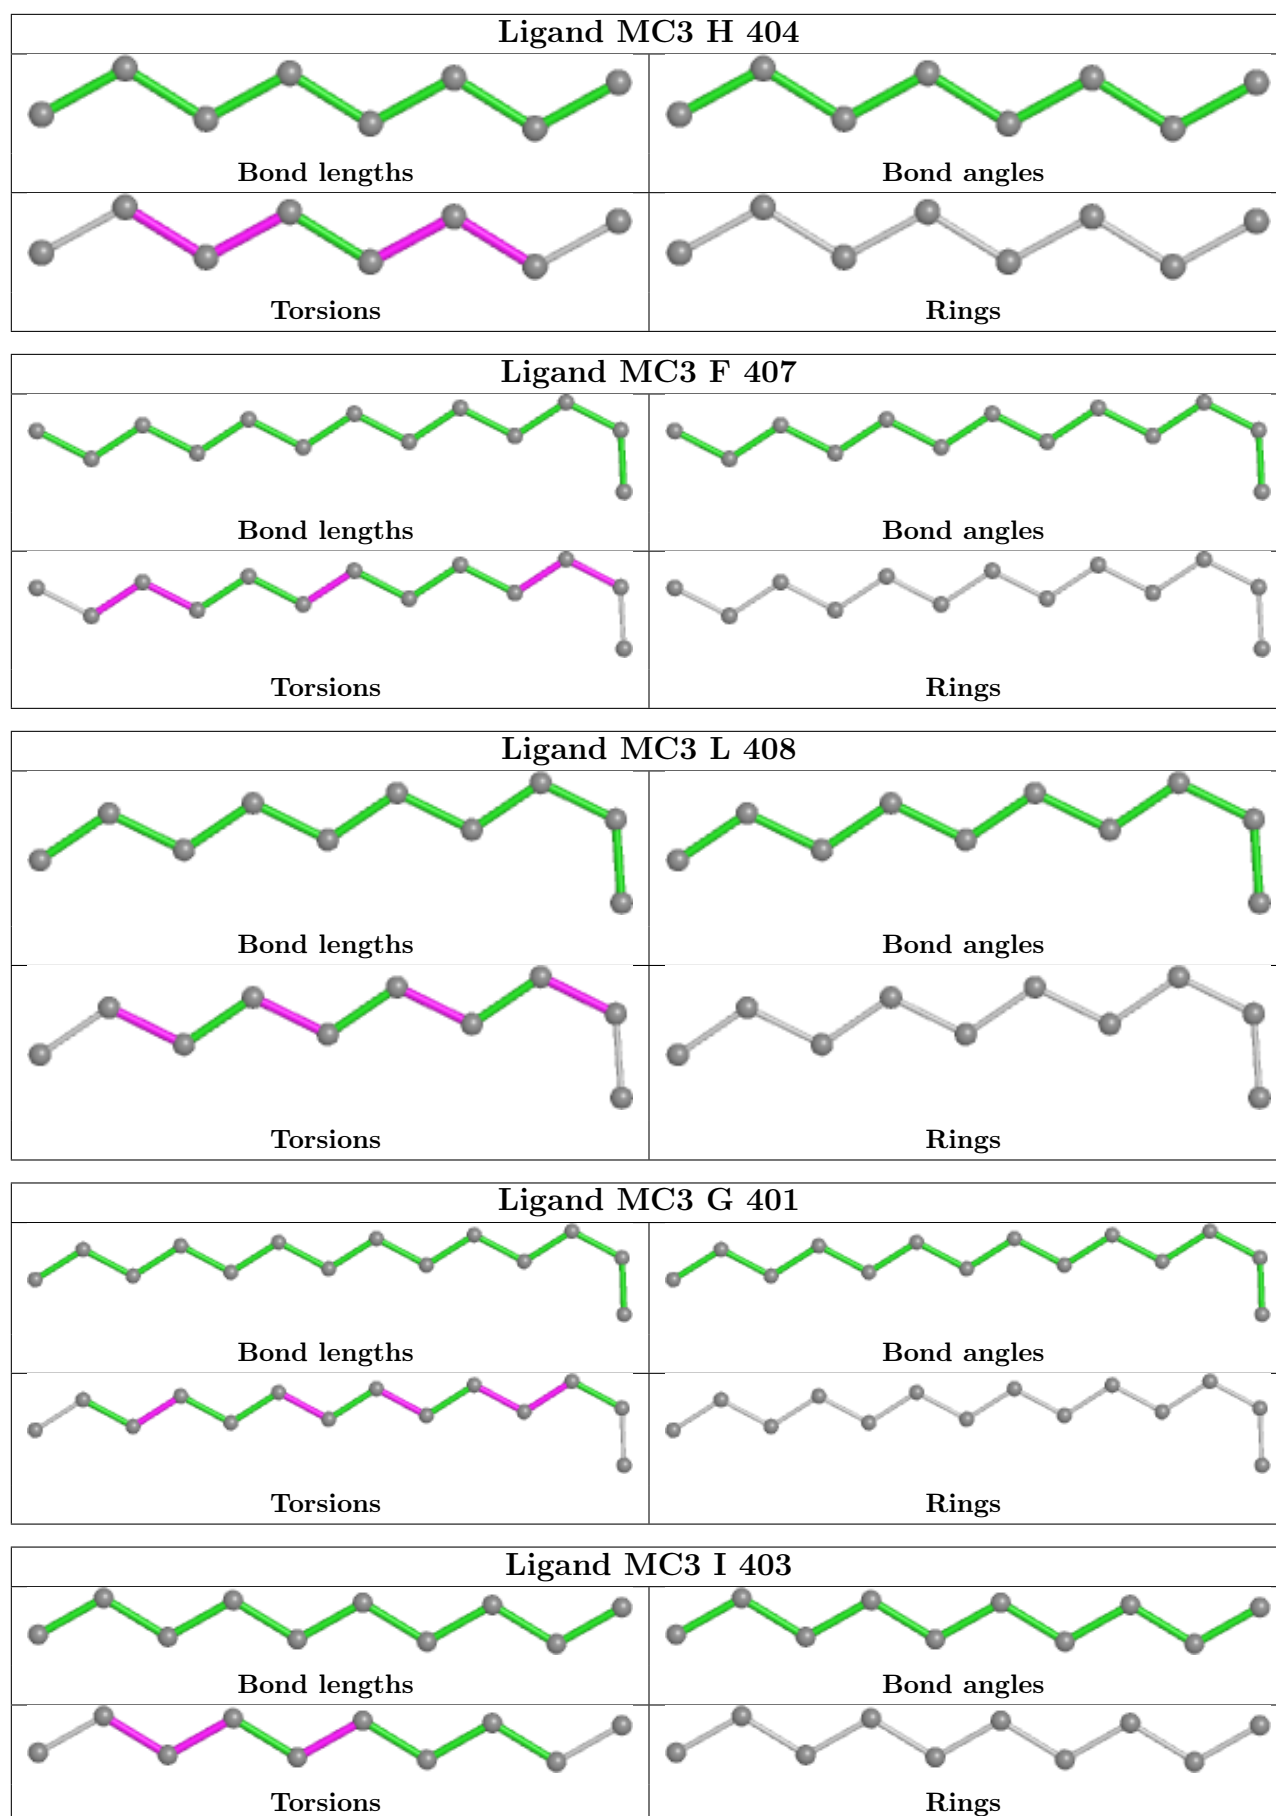 Ligand MC3 H 404
Bond lengths
Bond angles
Torsions
Rings
Ligand MC3 F 407
Bond lengths
Bond angles
Torsions
Rings
Ligand MC3 L 408
Bond lengths
Bond angles
Torsions
Rings
Ligand MC3 G 401
Bond lengths
Bond angles
Torsions
Rings
Ligand MC3 I 403
Bond lengths
Bond angles
Torsions
Rings